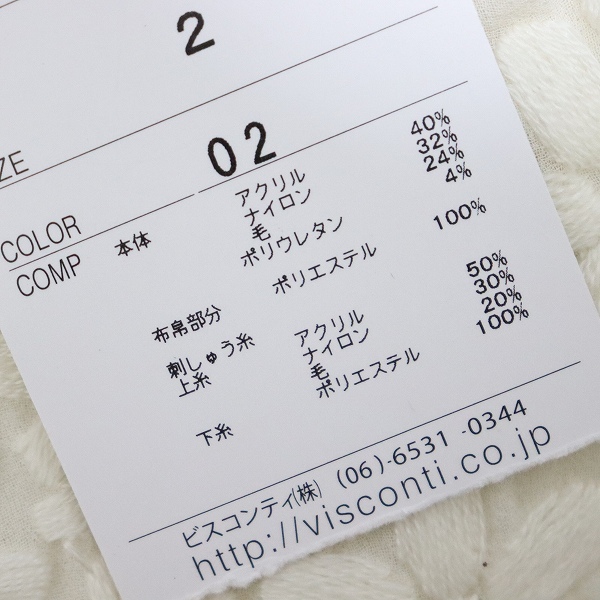 2
ZE
02
COLOR
COMP 本体 アクリル 40%
ナイロン 32%
毛 24%
ポリウレタン 4%
布帛部分 ポリエステル 100%
刺しゅう糸
上糸 アクリル 50%
ナイロン 30%
毛 20%
下糸 ポリエステル 100%
ビスコンティ(株) (06)-6531-0344
http://visconti.co.jp